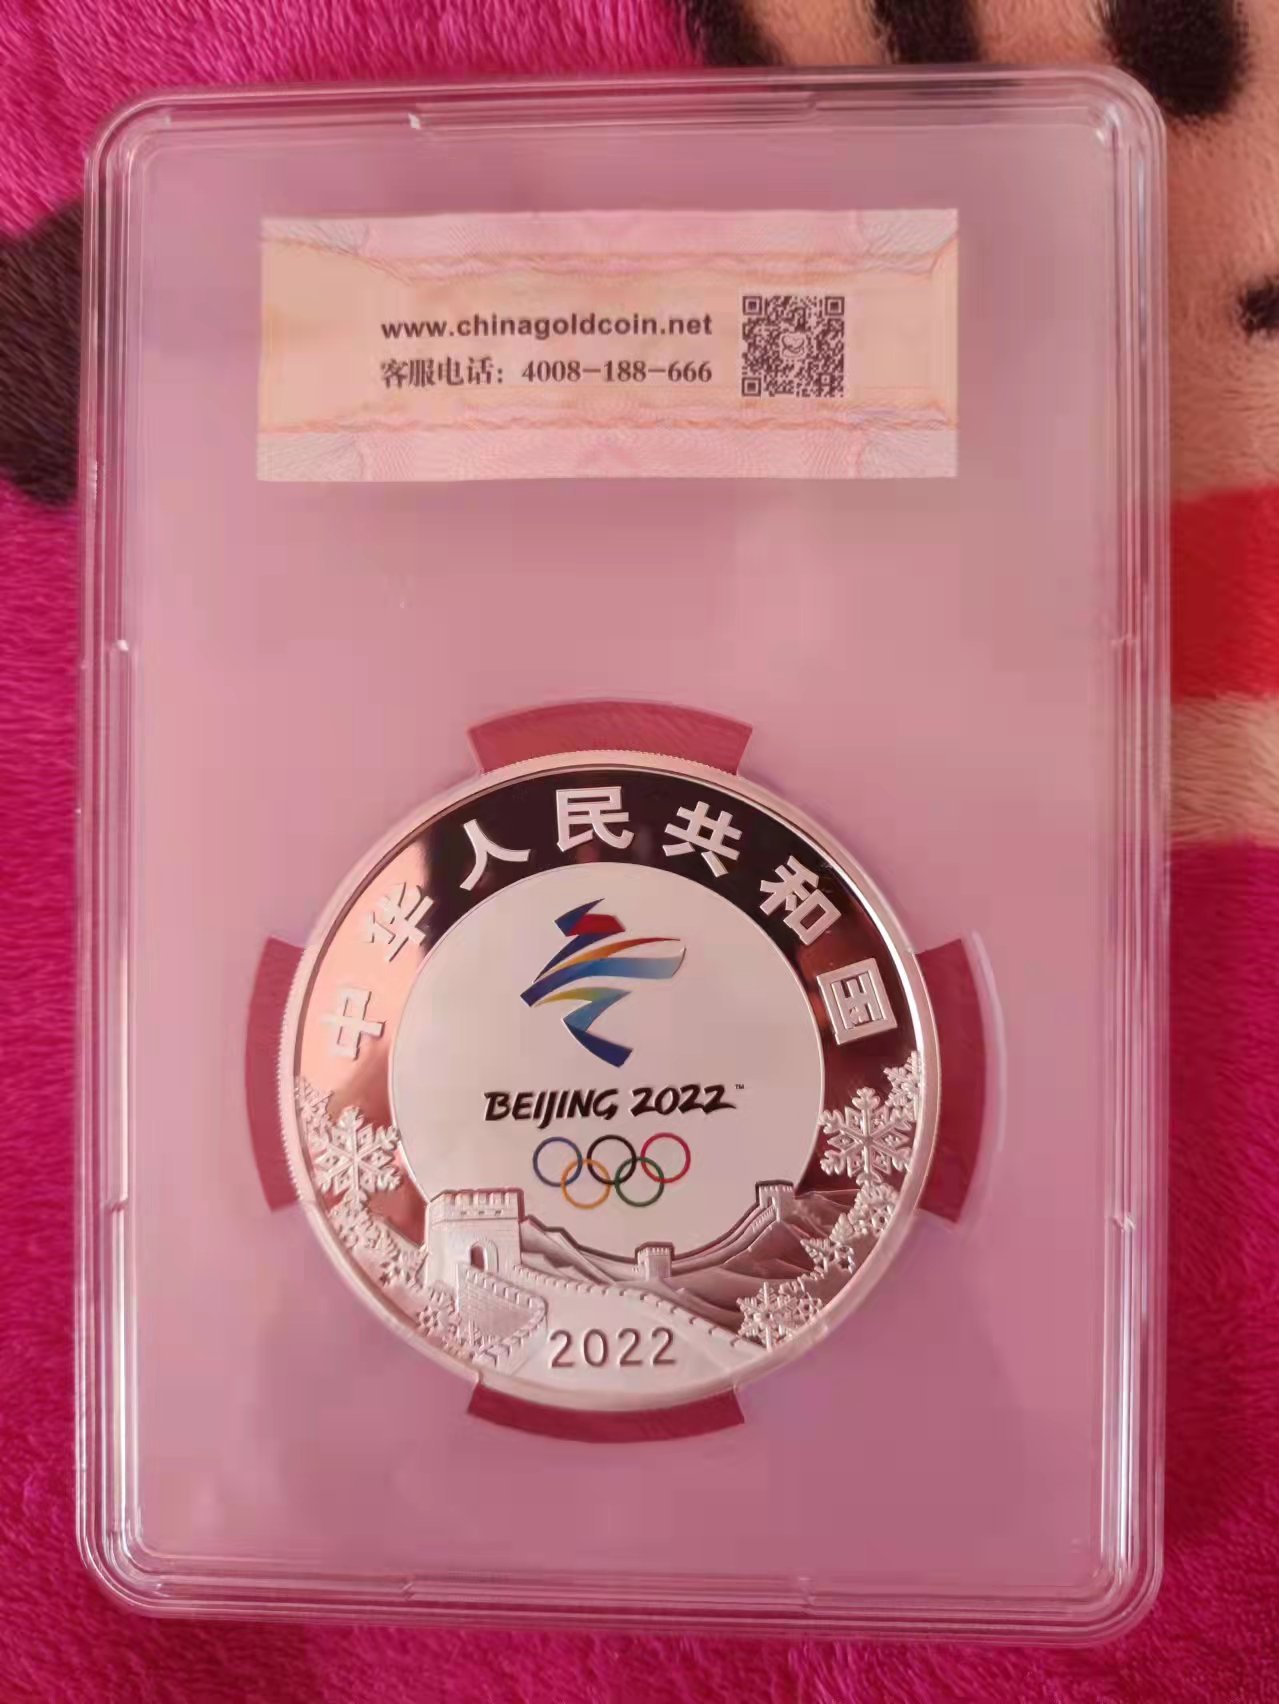 www.chinagoldcoin.net
客服电话：4008-188-666
中华人民共和国
BEIJING 2022™
2022